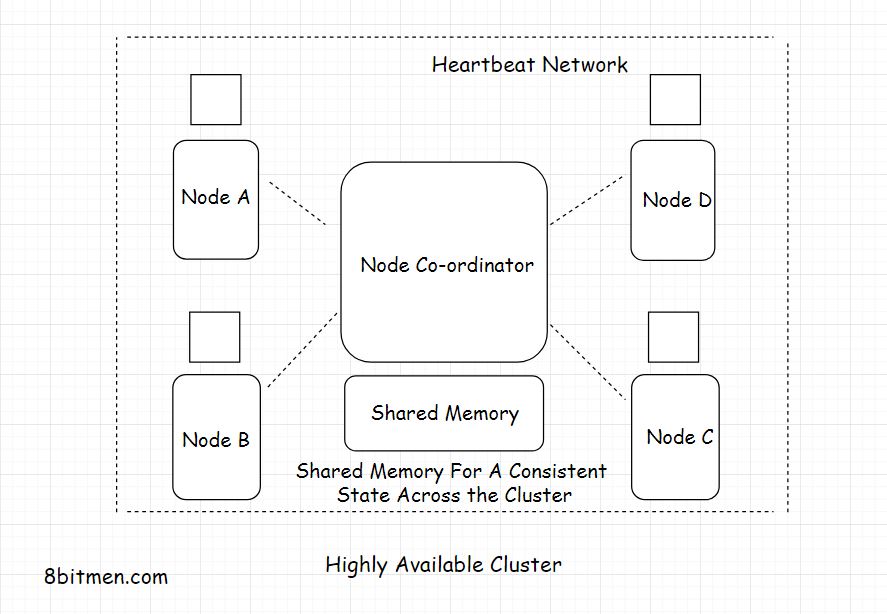 Heartbeat Network
Node A
Node D
Node Co-ordinator
Shared Memory
Node B
Node C
Shared Memory For A Consistent
State Across the Cluster
Highly Available Cluster
8bitmen.com